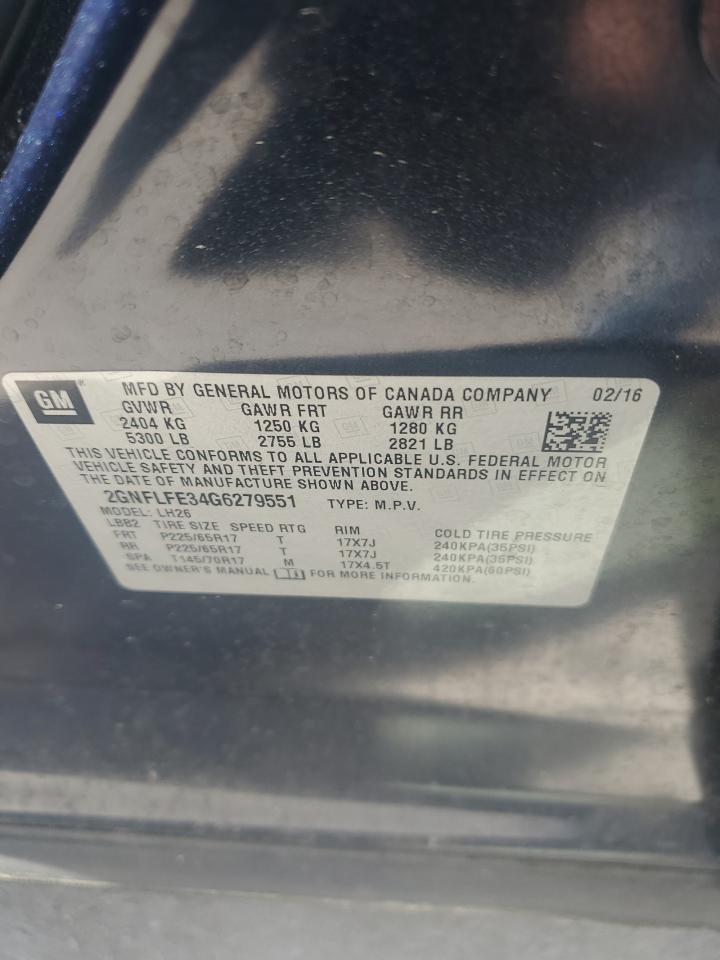 GM ® MFD BY GENERAL MOTORS OF CANADA COMPANY 02/16
GVWR GAWR FRT GAWR RR
2404 KG 1250 KG 1280 KG
5300 LB 2755 LB 2821 LB
THIS VEHICLE CONFORMS TO ALL APPLICABLE U.S. FEDERAL MOTOR
VEHICLE SAFETY AND THEFT PREVENTION STANDARDS IN EFFECT ON
THE DATE OF MANUFACTURE SHOWN ABOVE.
2GNFLFE34G6279551 TYPE: M.P.V.
MODEL: LH26
LBB2 TIRE SIZE SPEED RTG RIM COLD TIRE PRESSURE
FRT P225/65R17 T 17X7J 240KPA(35PSI)
RR P225/65R17 T 17X7J 240KPA(35PSI)
SPA T145/70R17 M 17X4.5T 420KPA(60PSI)
SEE OWNER'S MANUAL FOR MORE INFORMATION.